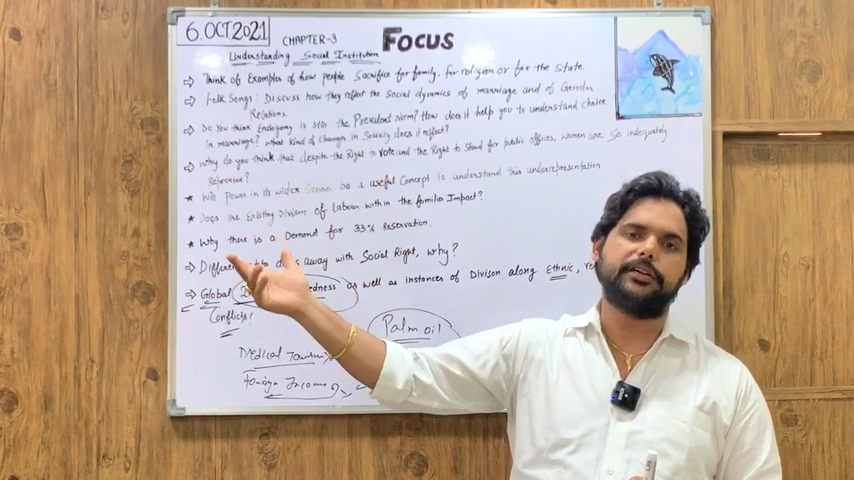 6.OCT.2021
CHAPTER-3
FOCUS
Understanding Social Institution
Think of Examples of how people Sacrifice for family. for religion or for the state
Folk Songs: Discuss how they reflect the social dynamics of marriage and of Gender
Relations.
Do you think Endogamy is still the Prevalent Norm? How does it help you to understand choice
in marriage? what kind of changes in Society does it reflect?
Why do you think that despite the Right to vote and the Right to Stand for public offices, women are so inadequately
Represented?
Will Power in its wider Sense be a useful Concept to understand this underrepresentation
Does the Existing Division of Labour within the families Impact?
Why there is a Demand for 33% Reservation.
away with Social Right, why?
Global as well as instances of Divison along Ethnic,
Conflicts!
Palm oil
Medical
Foreign Income